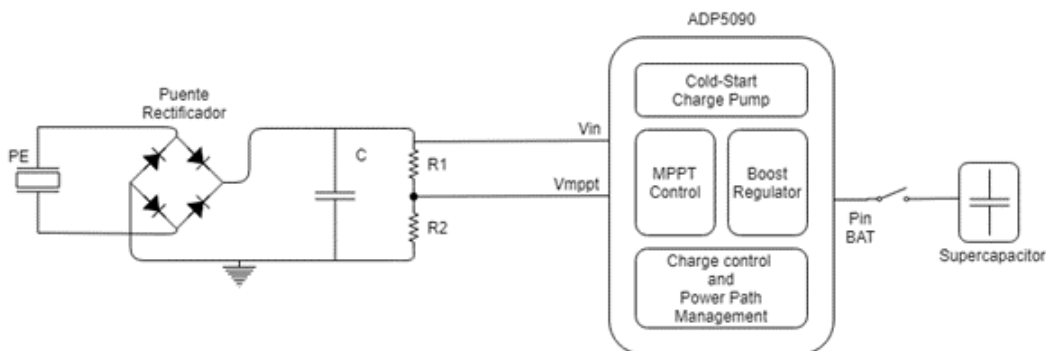 ADP5090
Puente
Rectificador
PE
C
R1
R2
Vin
Vmppt
Cold-Start
Charge Pump
MPPT
Control
Boost
Regulator
Charge control
and
Power Path
Management
Pin
BAT
Supercapacitor